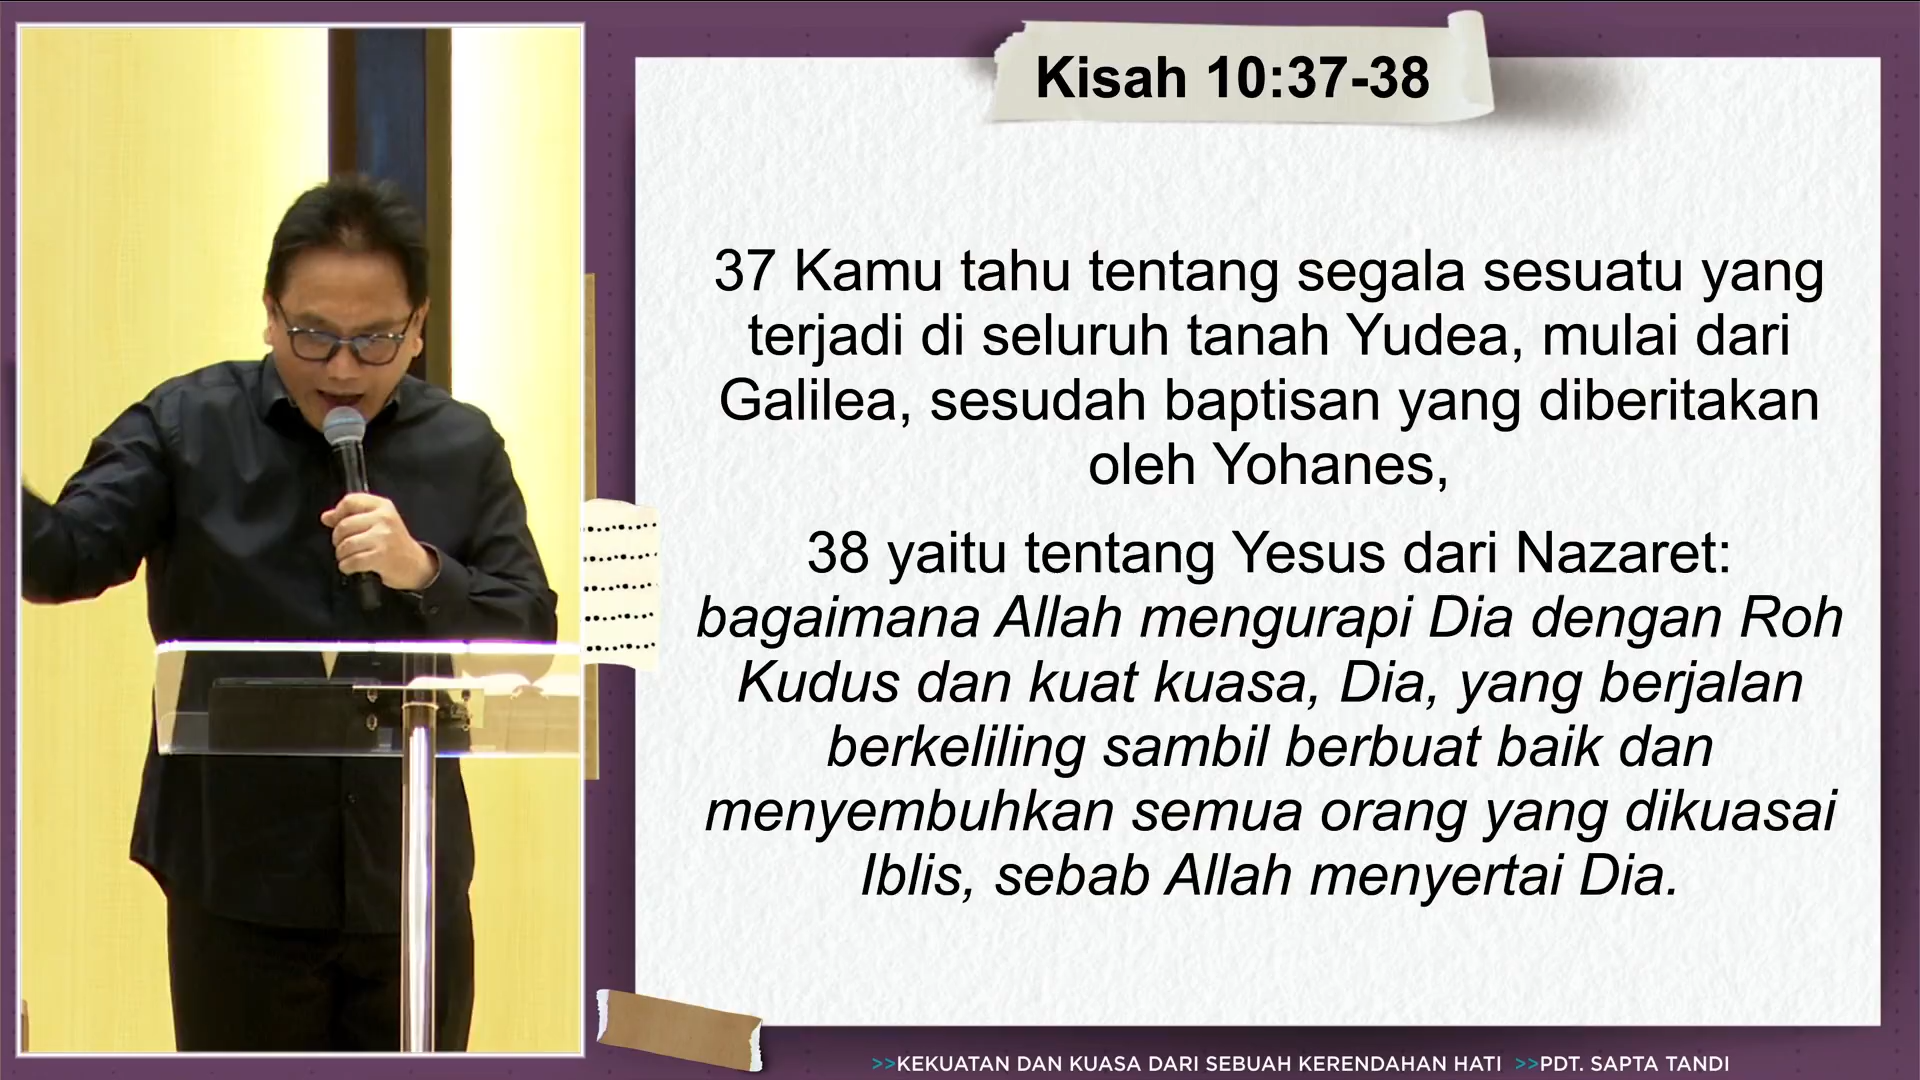 Kisah 10:37-38
37 Kamu tahu tentang segala sesuatu yang
terjadi di seluruh tanah Yudea, mulai dari
Galilea, sesudah baptisan yang diberitakan
oleh Yohanes,
38 yaitu tentang Yesus dari Nazaret:
bagaimana Allah mengurapi Dia dengan Roh
Kudus dan kuat kuasa, Dia, yang berjalan
berkeliling sambil berbuat baik dan
menyembuhkan semua orang yang dikuasai
Iblis, sebab Allah menyertai Dia.
>>KEKUATAN DAN KUASA DARI SEBUAH KERENDAHAN HATI >>PDT. SAPTA TANDI